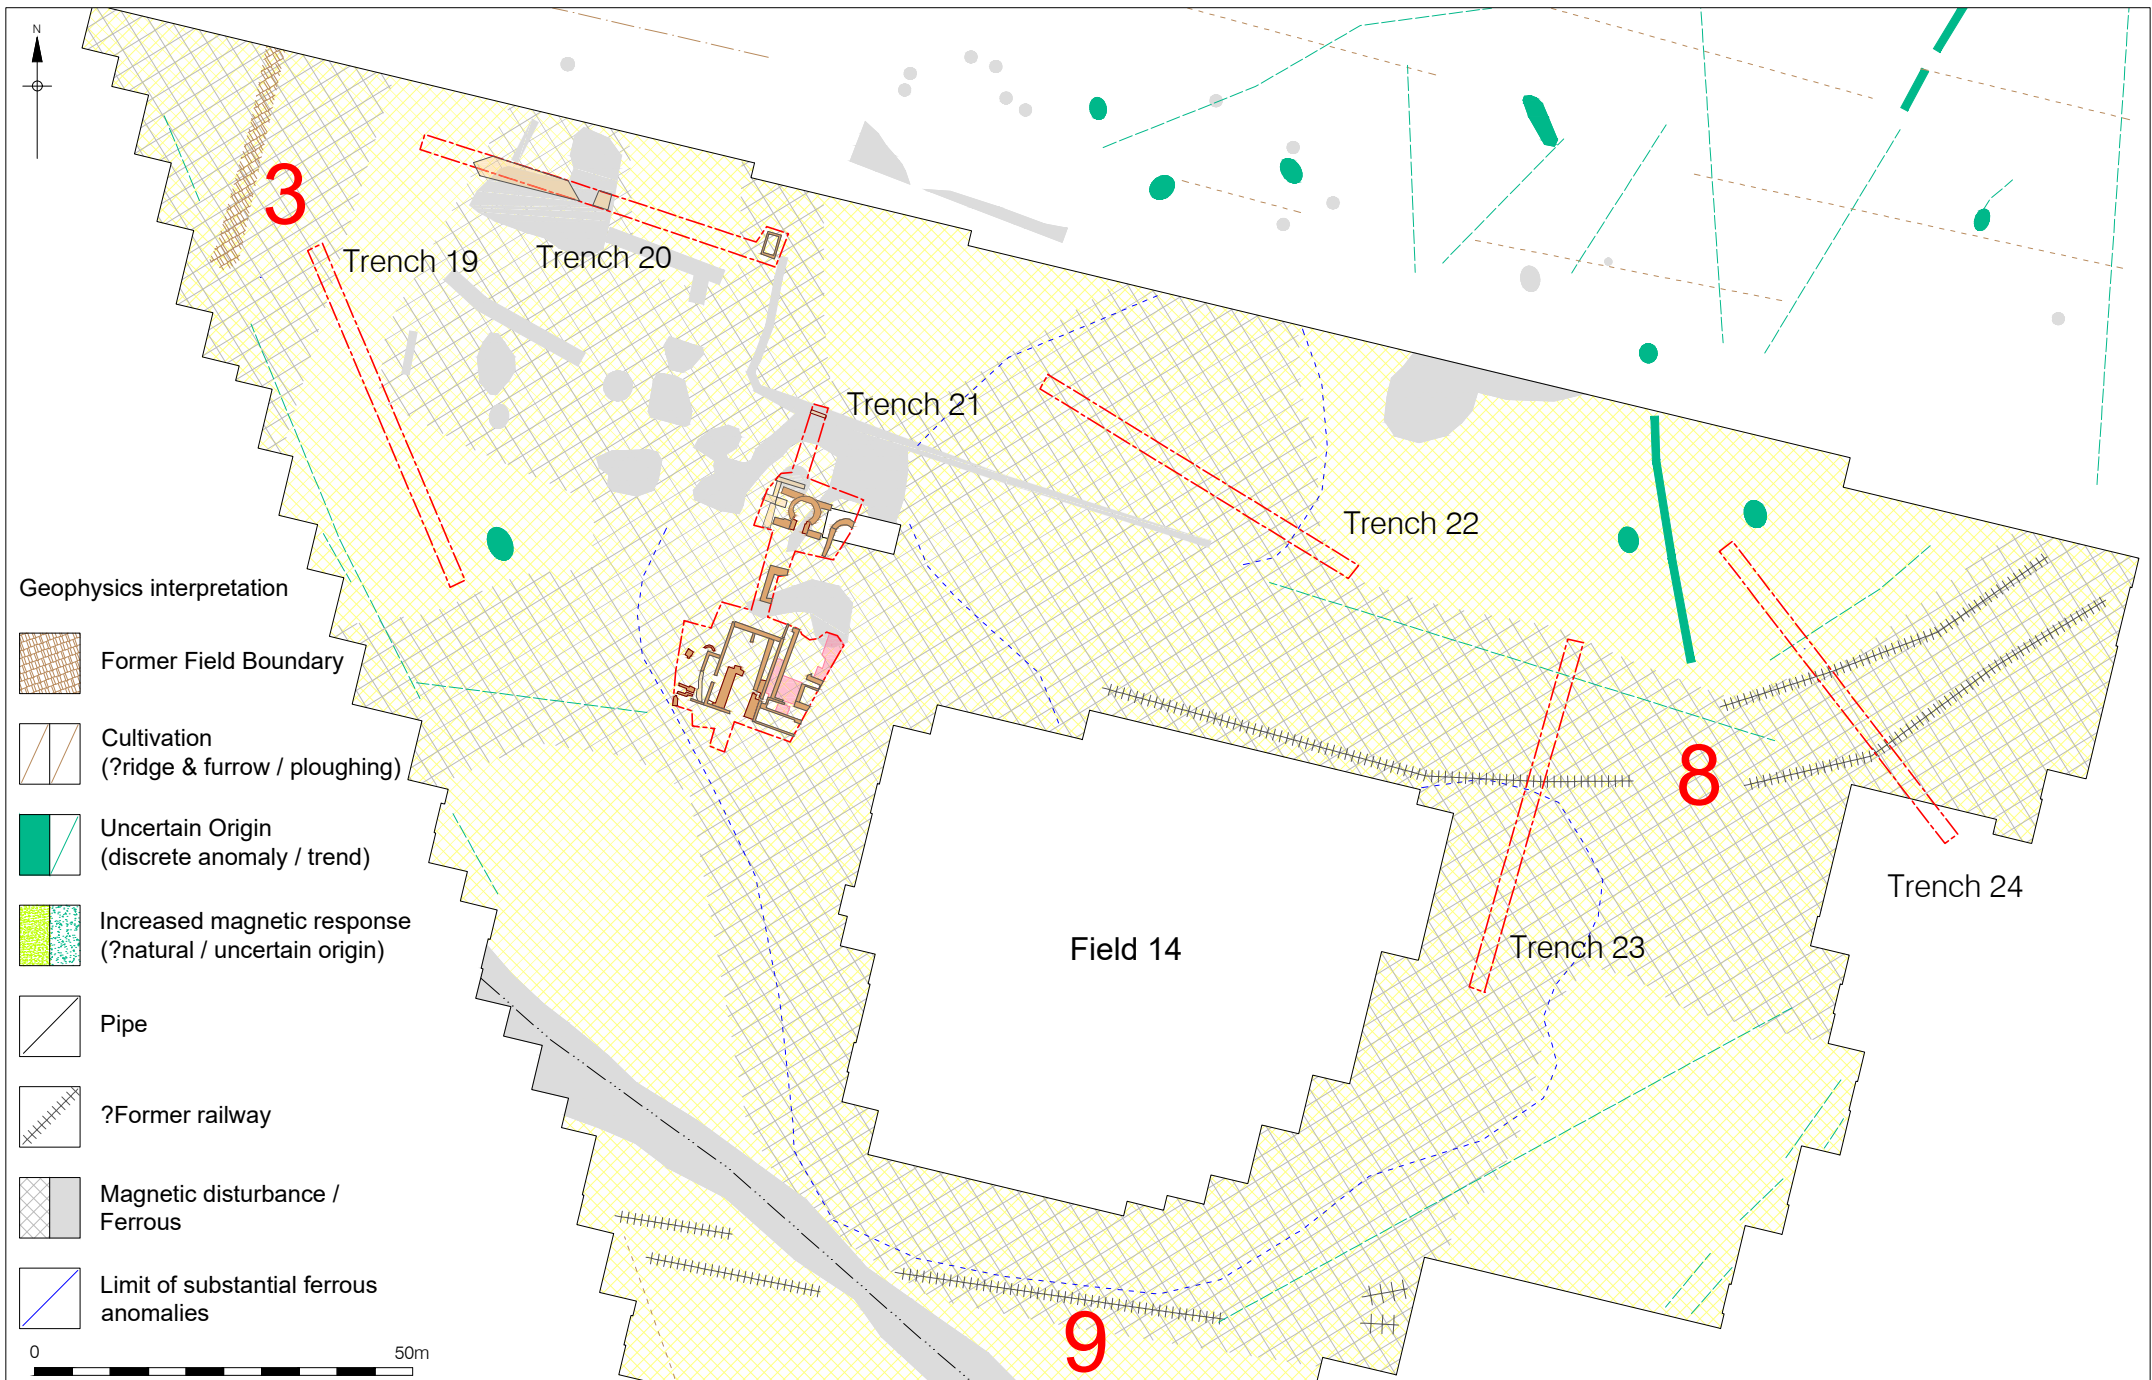 N
3
Trench 19
Trench 20
Trench 21
Trench 22
8
Trench 24
Trench 23
Field 14
9
Geophysics interpretation
Former Field Boundary
Cultivation
(?ridge & furrow / ploughing)
Uncertain Origin
(discrete anomaly / trend)
Increased magnetic response
(?natural / uncertain origin)
Pipe
?Former railway
Magnetic disturbance /
Ferrous
Limit of substantial ferrous
anomalies
0 50m